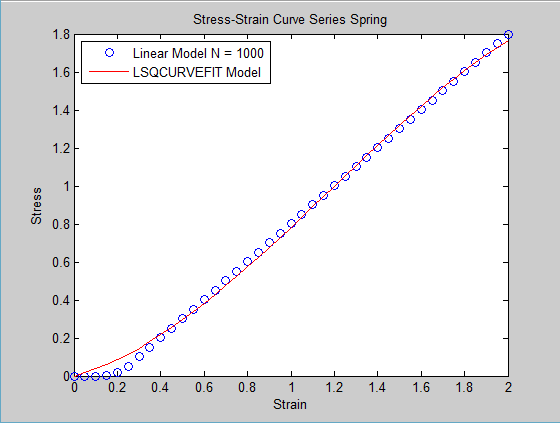 Stress-Strain Curve Series Spring
Linear Model N = 1000
LSQCURVEFIT Model
Stress
1.8
1.6
1.4
1.2
1
0.8
0.6
0.4
0.2
0
0 0.2 0.4 0.6 0.8 1 1.2 1.4 1.6 1.8 2
Strain